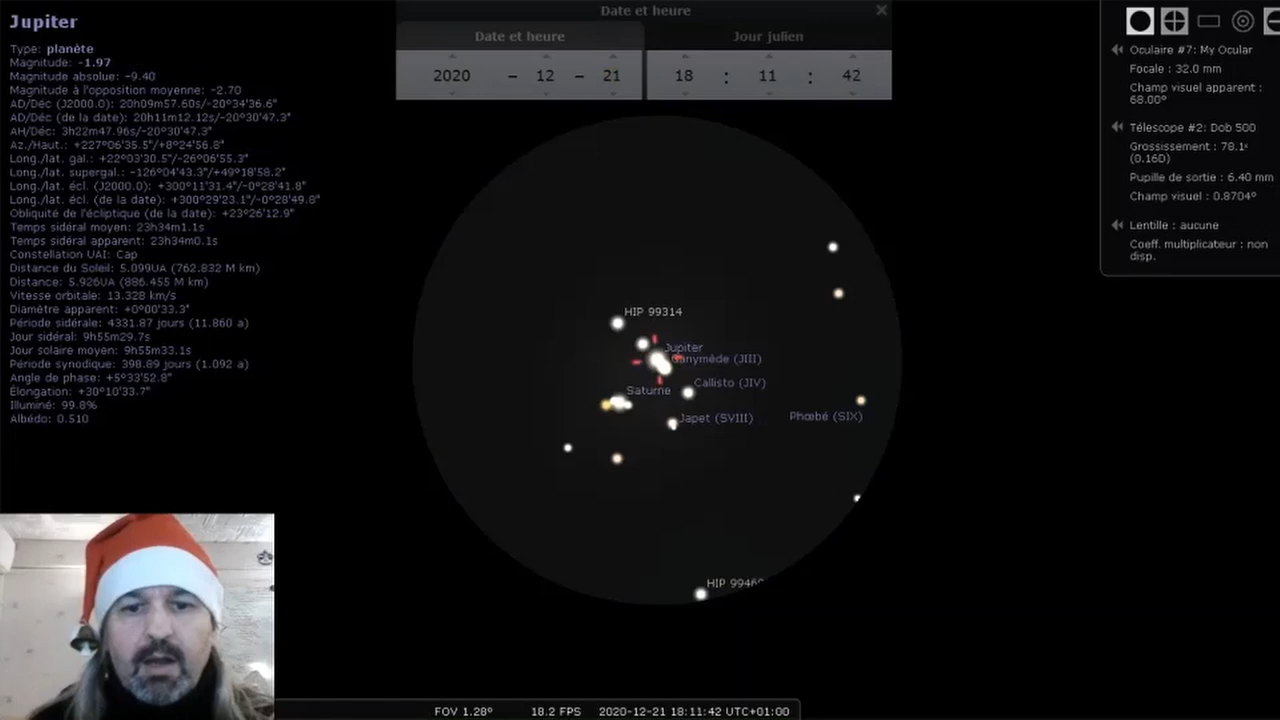 Jupiter
Type: planète
Magnitude: -1.97
Magnitude absolue: -9.40
Magnitude à l'opposition moyenne: -2.70
AD/Déc (J2000.0): 20h09m57.60s/-20°34'36.6"
AD/Déc (de la date): 20h11m12.12s/-20°30'47.3"
AH/Déc: 3h22m47.96s/-20°30'47.3"
Az./Haut.: +227°06'35.5"/+8°24'56.8"
Long./lat. gal.: +22°03'30.5"/-26°06'55.3"
Long./lat. supergal.: -126°04'43.3"/+49°18'58.2"
Long./lat. écl. (J2000.0): +300°11'31.4"/-0°28'41.8"
Long./lat. écl. (de la date): +300°29'23.1"/-0°28'49.8"
Obliquité de l'écliptique (de la date): +23°26'12.9"
Temps sidéral moyen: 23h34m1.1s
Temps sidéral apparent: 23h34m0.1s
Constellation UAI: Cap
Distance du Soleil: 5.099UA (762.832 M km)
Distance: 5.926UA (886.455 M km)
Vitesse orbitale: 13.328 km/s
Diamètre apparent: +0°00'33.3"
Période sidérale: 4331.87 jours (11.860 a)
Jour sidéral: 9h55m29.7s
Jour solaire moyen: 9h55m33.1s
Période synodique: 398.89 jours (1.092 a)
Angle de phase: +5°33'52.8"
Élongation: +30°10'33.7"
Illuminé: 99.8%
Albédo: 0.510
Date et heure
Date et heure Jour julien
2020 - 12 - 21 18 : 11 : 42
HIP 99314
Jupiter
Ganymède (JIII)
Callisto (JIV)
Saturne
Japet (SVIII)
Phœbé (SIX)
HIP 99460
Oculaire #7: My Ocular
Focale : 32.0 mm
Champ visuel apparent :
68.00°
Télescope #2: Dob 500
Grossissement : 78.1×
(0.16D)
Pupille de sortie : 6.40 mm
Champ visuel : 0.8704°
Lentille : aucune
Coeff. multiplicateur : non
disp.
FOV 1.28° 18.2 FPS 2020-12-21 18:11:42 UTC+01:00